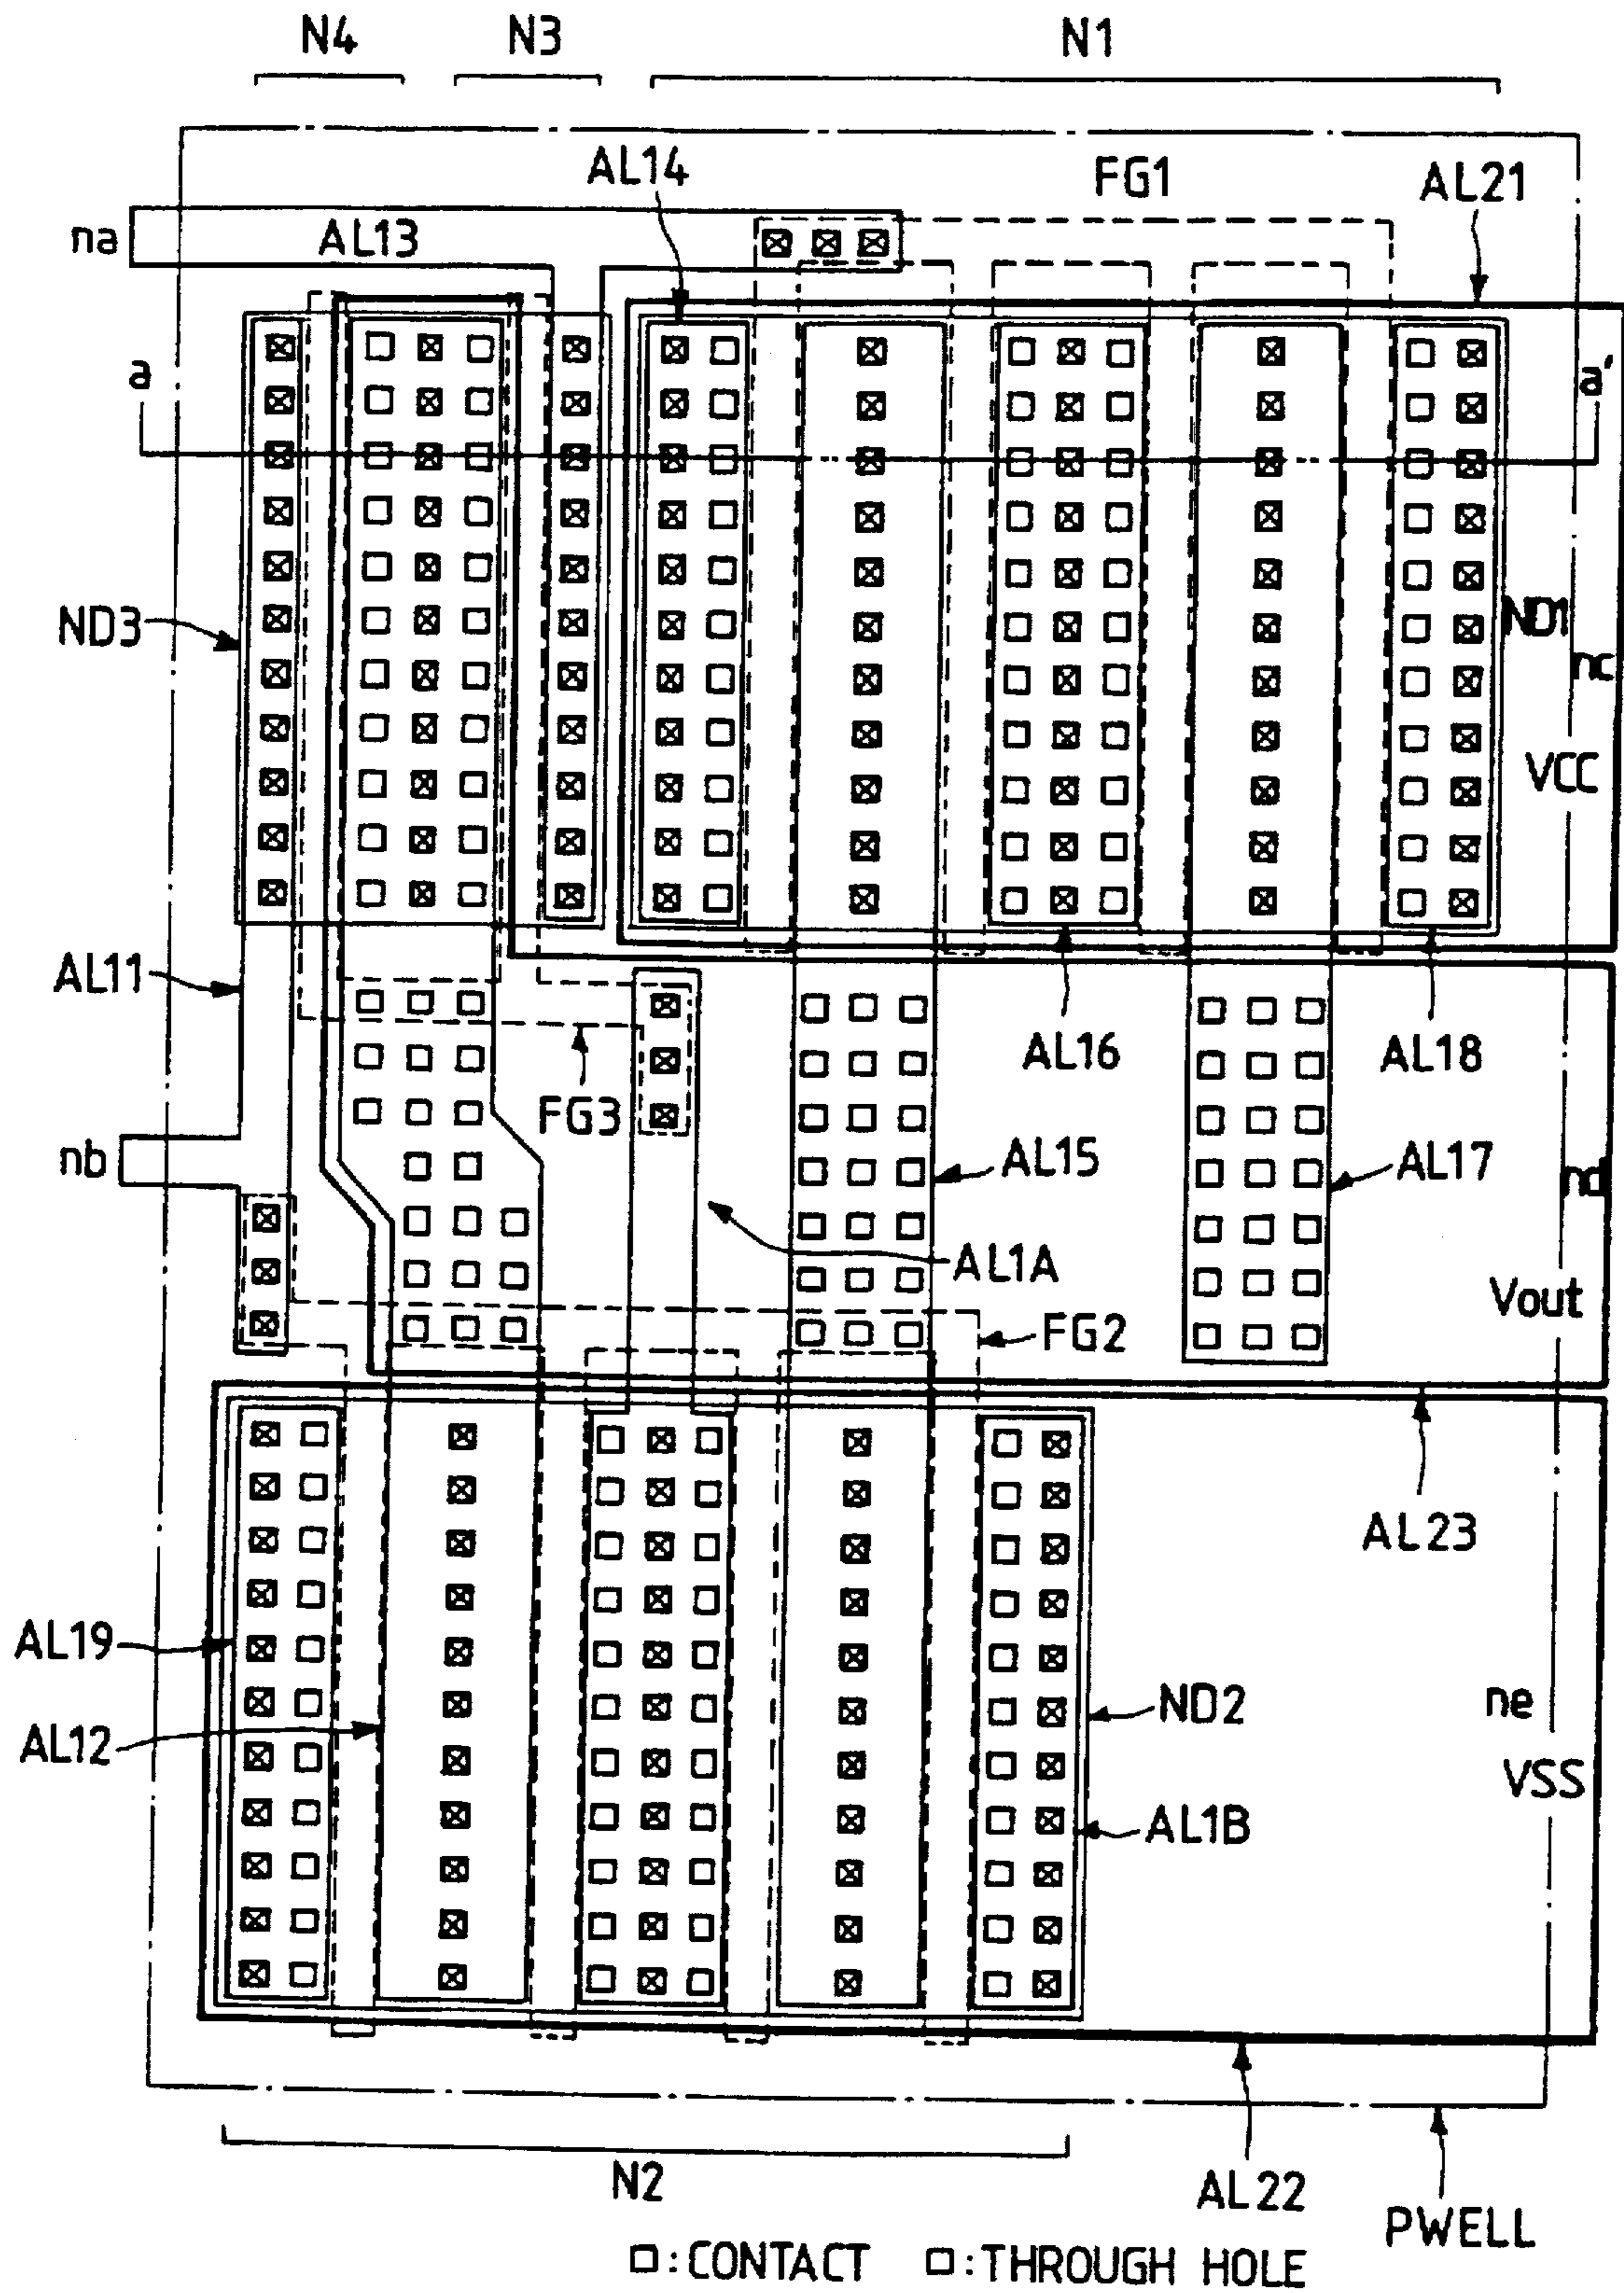 N4 N3 N1
AL14 FG1 AL21
na AL13
a a'
ND3 ND1
nc
VCC
AL11
AL16 AL18
FG3
nb AL15 AL17 nd
AL1A
Vout
FG2
AL23
AL19
ND2 ne
AL12
VSS
AL1B
N2
AL22
PWELL
□:CONTACT □:THROUGH HOLE